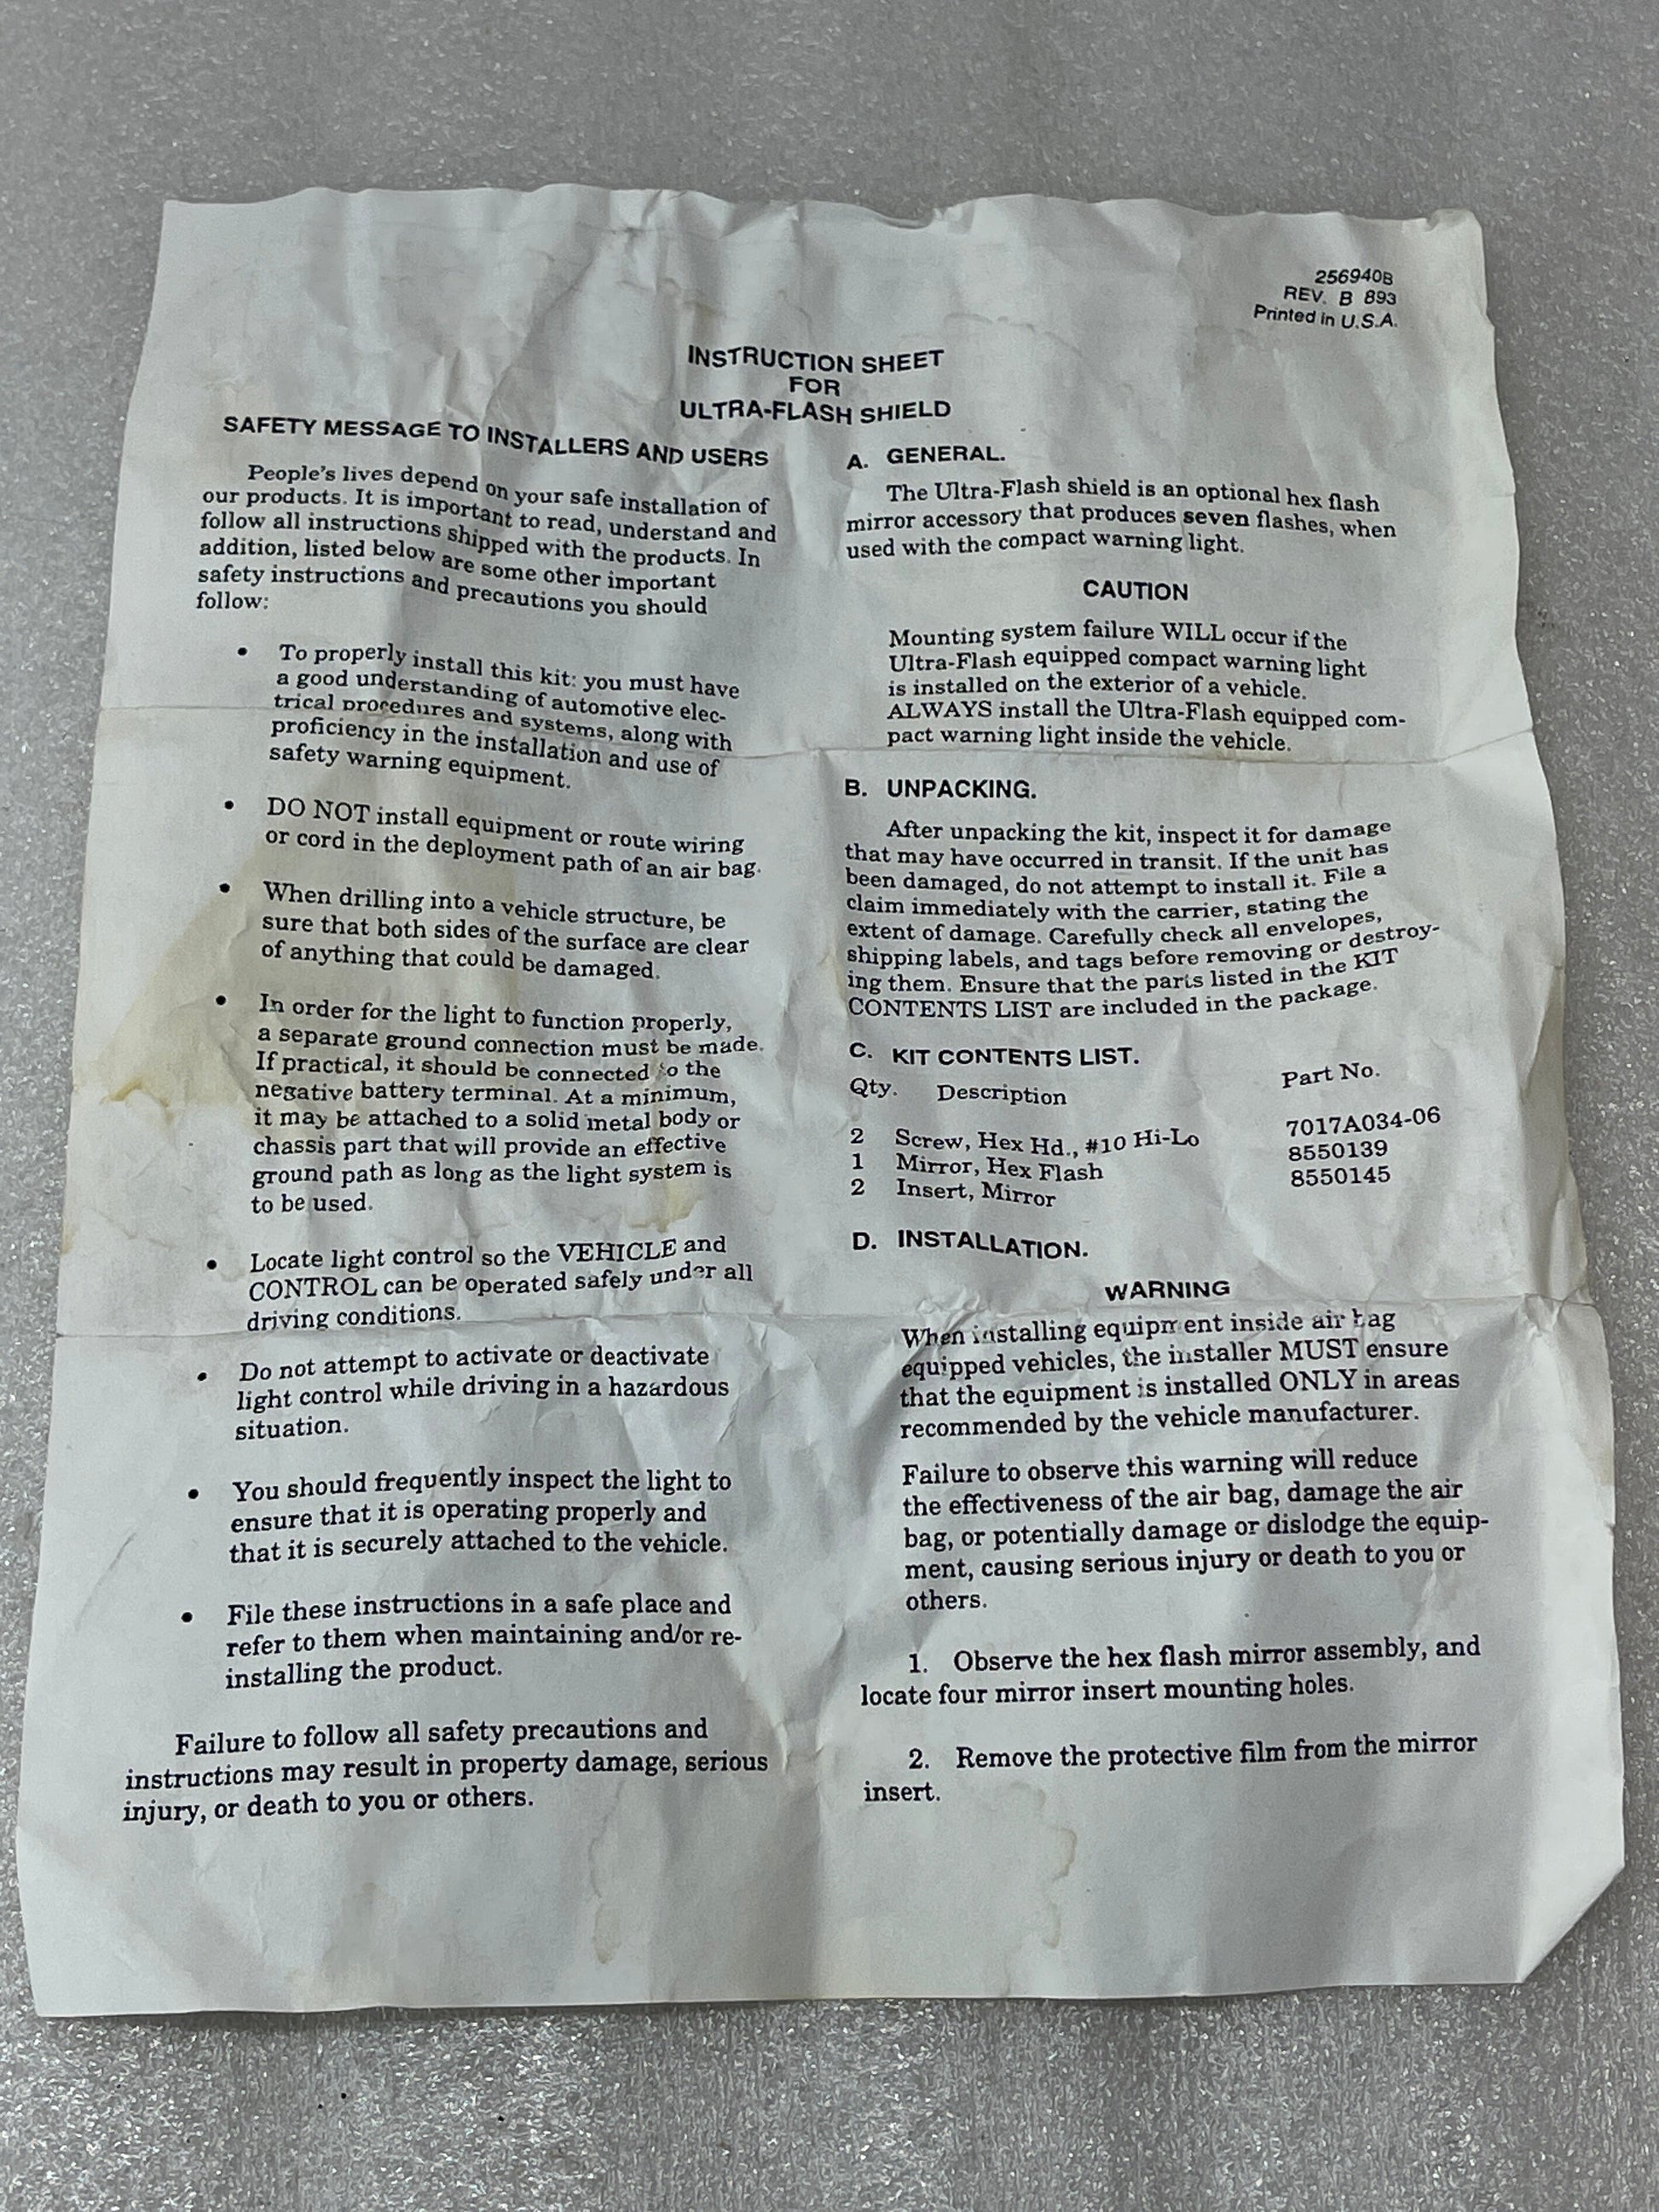 256940B
REV. B 893
Printed in U.S.A.
INSTRUCTION SHEET
FOR
ULTRA-FLASH SHIELD
SAFETY MESSAGE TO INSTALLERS AND USERS
People's lives depend on your safe installation of
our products. It is important to read, understand and
follow all instructions shipped with the products. In
addition, listed below are some other important
safety instructions and precautions you should
follow:
• To properly install this kit: you must have
a good understanding of automotive elec-
trical procedures and systems, along with
proficiency in the installation and use of
safety warning equipment.
• DO NOT install equipment or route wiring
or cord in the deployment path of an air bag.
• When drilling into a vehicle structure, be
sure that both sides of the surface are clear
of anything that could be damaged.
• In order for the light to function properly,
a separate ground connection must be made.
If practical, it should be connected to the
negative battery terminal. At a minimum,
it may be attached to a solid metal body or
chassis part that will provide an effective
ground path as long as the light system is
to be used.
• Locate light control so the VEHICLE and
CONTROL can be operated safely under all
driving conditions.
• Do not attempt to activate or deactivate
light control while driving in a hazardous
situation.
• You should frequently inspect the light to
ensure that it is operating properly and
that it is securely attached to the vehicle.
• File these instructions in a safe place and
refer to them when maintaining and/or re-
installing the product.
Failure to follow all safety precautions and
instructions may result in property damage, serious
injury, or death to you or others.
A. GENERAL.
The Ultra-Flash shield is an optional hex flash
mirror accessory that produces seven flashes, when
used with the compact warning light.
CAUTION
Mounting system failure WILL occur if the
Ultra-Flash equipped compact warning light
is installed on the exterior of a vehicle.
ALWAYS install the Ultra-Flash equipped com-
pact warning light inside the vehicle.
B. UNPACKING.
After unpacking the kit, inspect it for damage
that may have occurred in transit. If the unit has
been damaged, do not attempt to install it. File a
claim immediately with the carrier, stating the
extent of damage. Carefully check all envelopes,
shipping labels, and tags before removing or destroy-
ing them. Ensure that the parts listed in the KIT
CONTENTS LIST are included in the package.
C. KIT CONTENTS LIST.
Qty. Description Part No.
2 Screw, Hex Hd., #10 Hi-Lo 7017A034-06
1 Mirror, Hex Flash 8550139
2 Insert, Mirror 8550145
D. INSTALLATION.
WARNING
When installing equipment inside air bag
equipped vehicles, the installer MUST ensure
that the equipment is installed ONLY in areas
recommended by the vehicle manufacturer.
Failure to observe this warning will reduce
the effectiveness of the air bag, damage the air
bag, or potentially damage or dislodge the equip-
ment, causing serious injury or death to you or
others.
1. Observe the hex flash mirror assembly, and
locate four mirror insert mounting holes.
2. Remove the protective film from the mirror
insert.